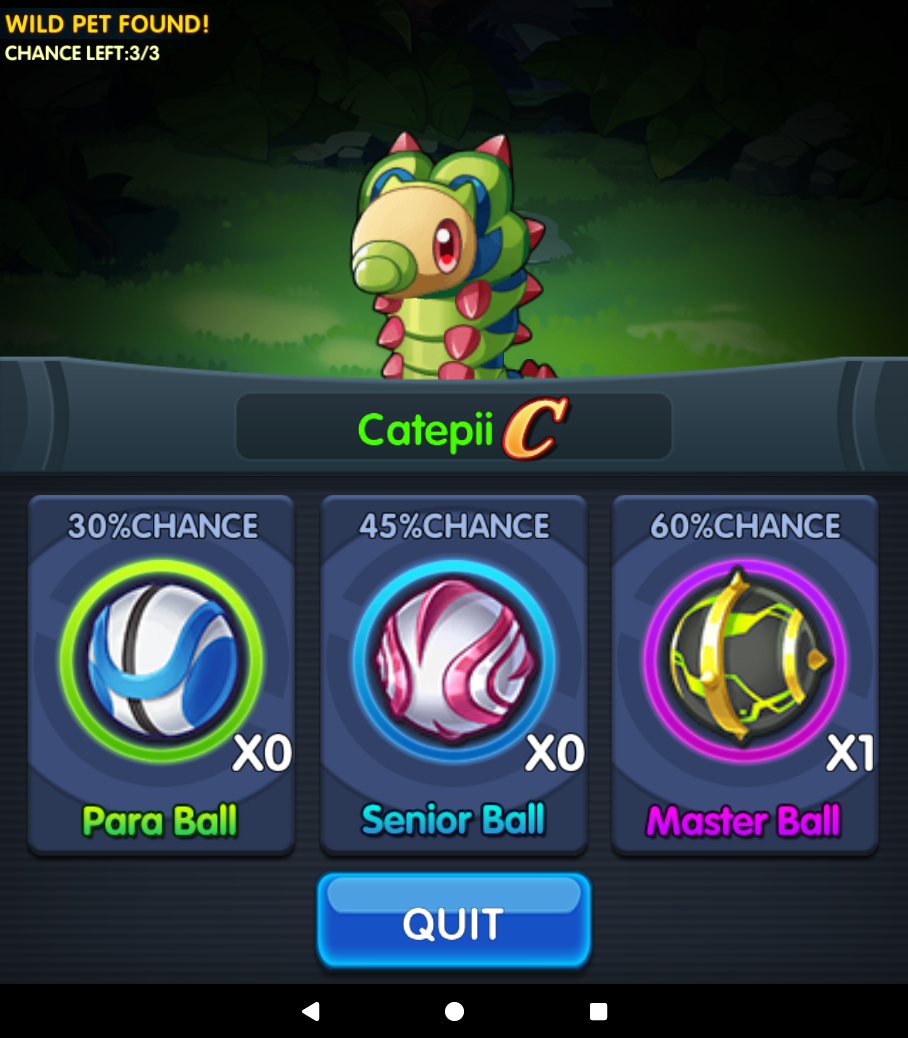 WILD PET FOUND!
CHANCE LEFT:3/3
Catepii C
30%CHANCE
45%CHANCE
60%CHANCE
X0
X0
X1
Para Ball
Senior Ball
Master Ball
QUIT